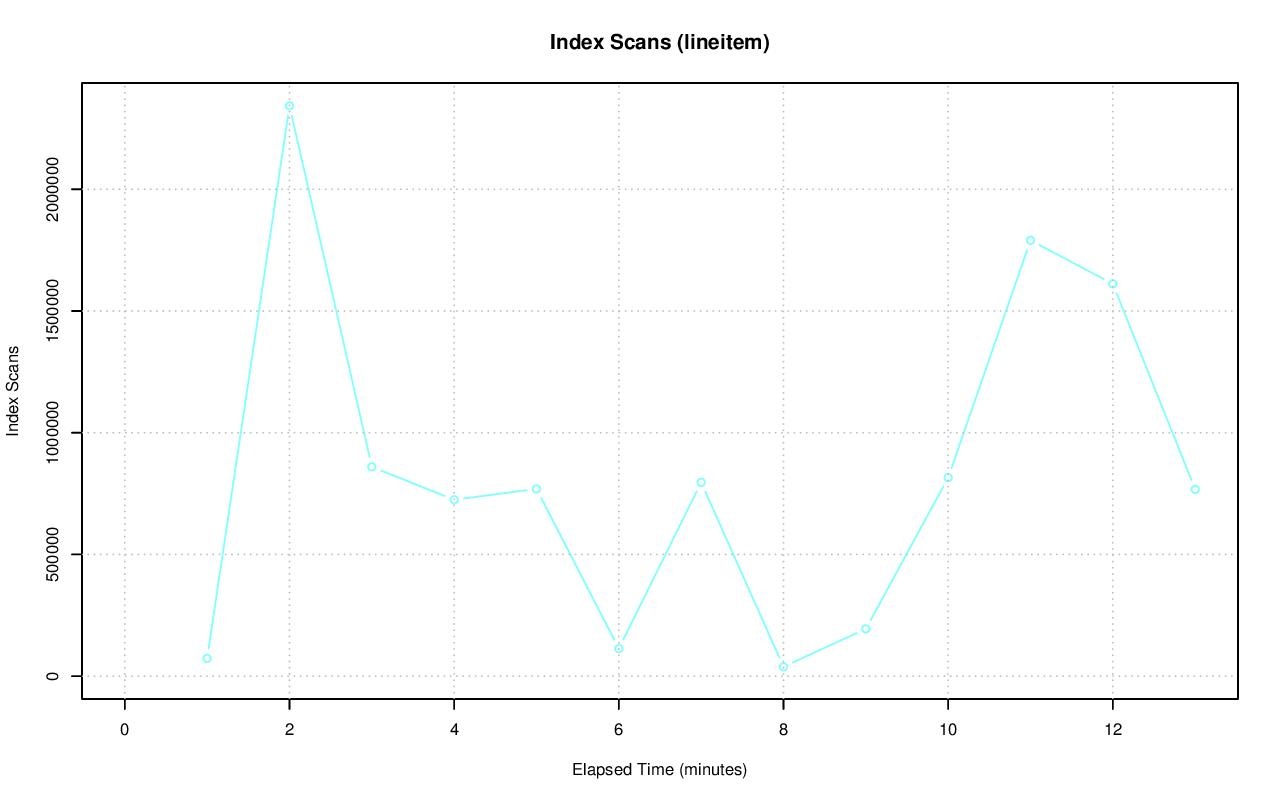 Index Scans (lineitem)
2000000
1500000
1000000
500000
0
Index Scans
0 2 4 6 8 10 12
Elapsed Time (minutes)